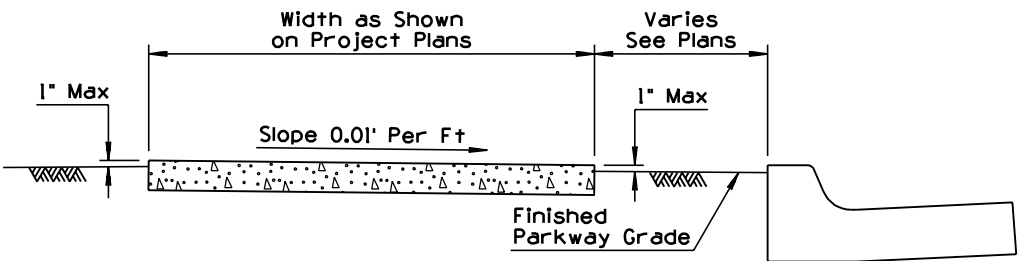 Width as Shown
on Project Plans
Varies
See Plans
1" Max
1" Max
Slope 0.01' Per Ft
Finished
Parkway Grade